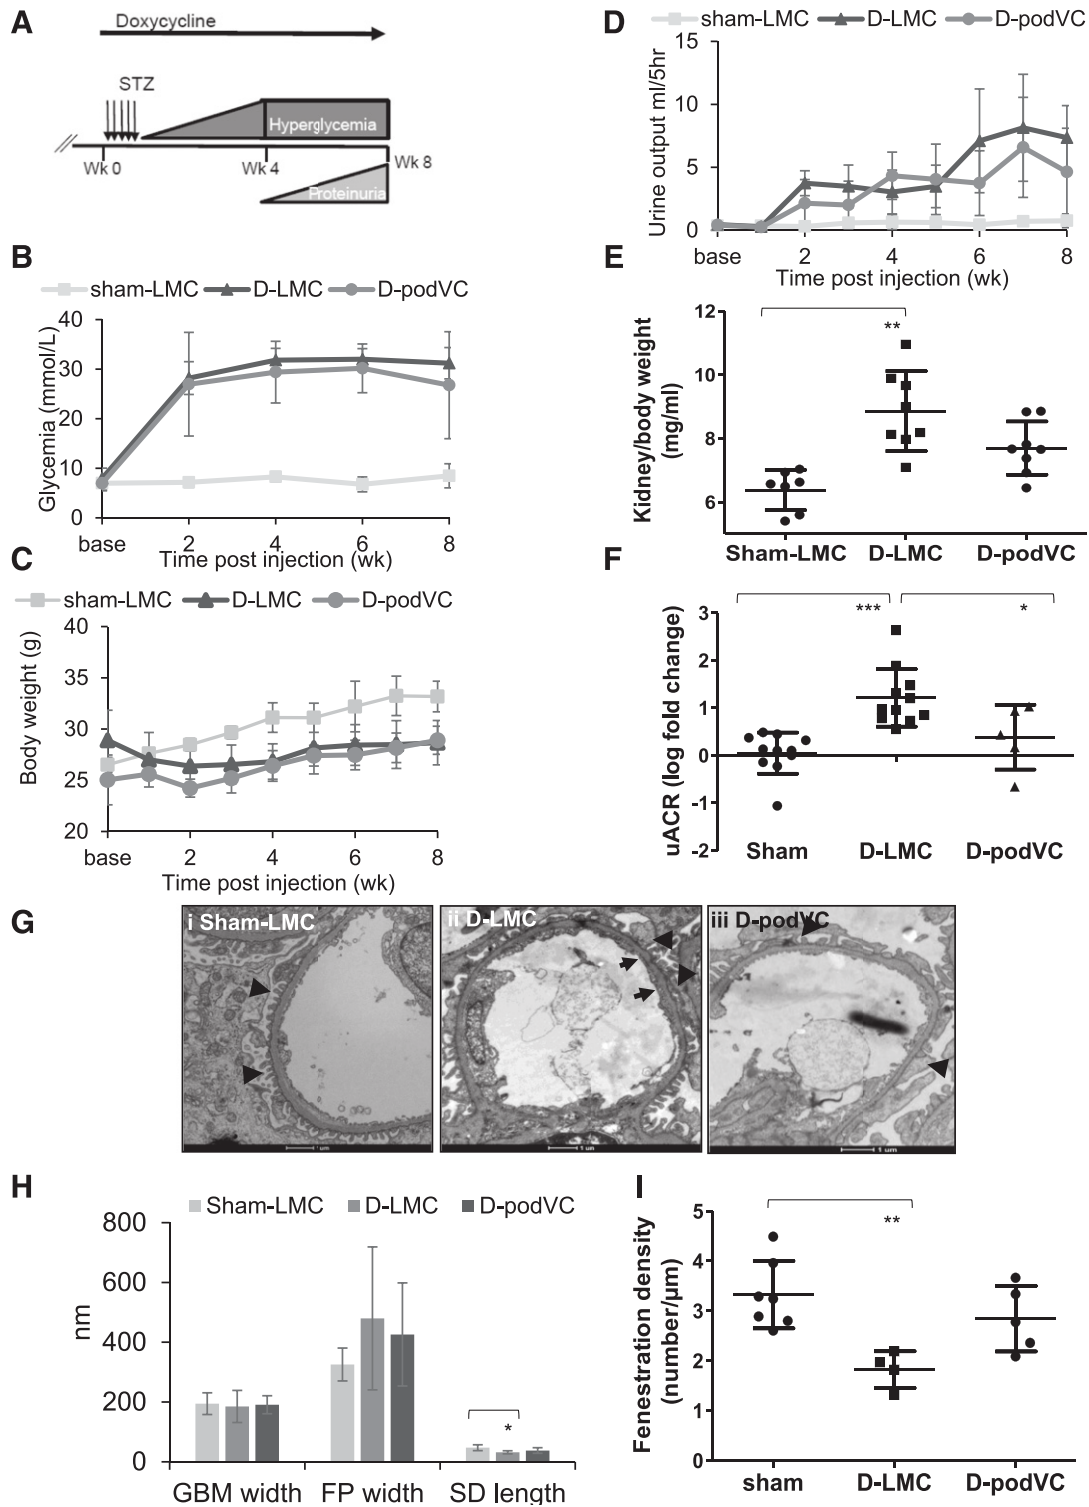 A
Doxycycline
STZ
Hyperglycemia
Wk 0
Wk 4
Wk 8
Proteinuria
B
sham-LMC D-LMC D-podVC
Glycemia (mmol/L)
40
30
20
10
0
base 2 4 6 8
Time post injection (wk)
C
sham-LMC D-LMC D-podVC
Body weight (g)
40
35
30
25
20
base 2 4 6 8
Time post injection (wk)
D
sham-LMC D-LMC D-podVC
Urine output ml/5hr
15
10
5
0
base 2 4 6 8
Time post injection (wk)
E
Kidney/body weight
(mg/ml)
12
10
8
6
**
Sham-LMC D-LMC D-podVC
F
uACR (log fold change)
3
2
1
0
-1
-2
*** *
Sham D-LMC D-podVC
G
i Sham-LMC
ii D-LMC
iii D-podVC
1 µm
1 µm
1 µm
H
Sham-LMC D-LMC D-podVC
nm
800
600
400
200
0
*
GBM width FP width SD length
I
Fenestration density
(number/µm)
5
4
3
2
1
0
**
sham D-LMC D-podVC